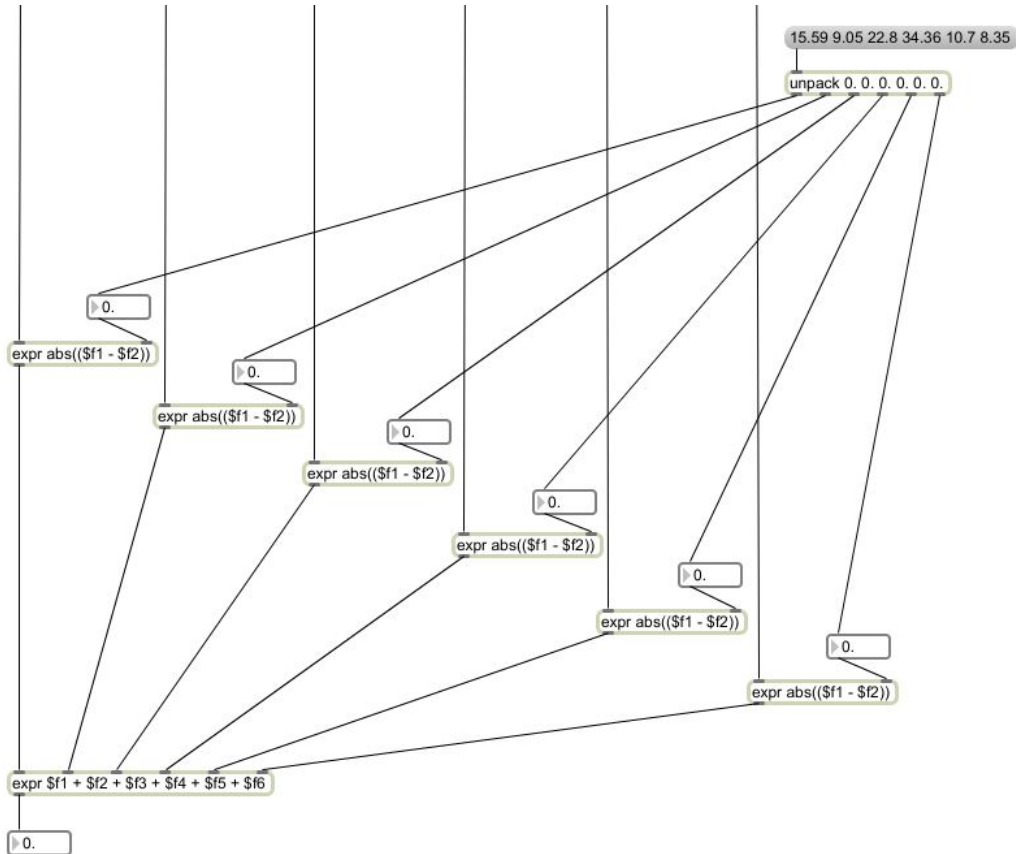 15.59 9.05 22.8 34.36 10.7 8.35
unpack 0. 0. 0. 0. 0. 0.
0.
expr abs(($f1 - $f2))
0.
expr abs(($f1 - $f2))
0.
expr abs(($f1 - $f2))
0.
expr abs(($f1 - $f2))
0.
expr abs(($f1 - $f2))
0.
expr abs(($f1 - $f2))
expr $f1 + $f2 + $f3 + $f4 + $f5 + $f6
0.